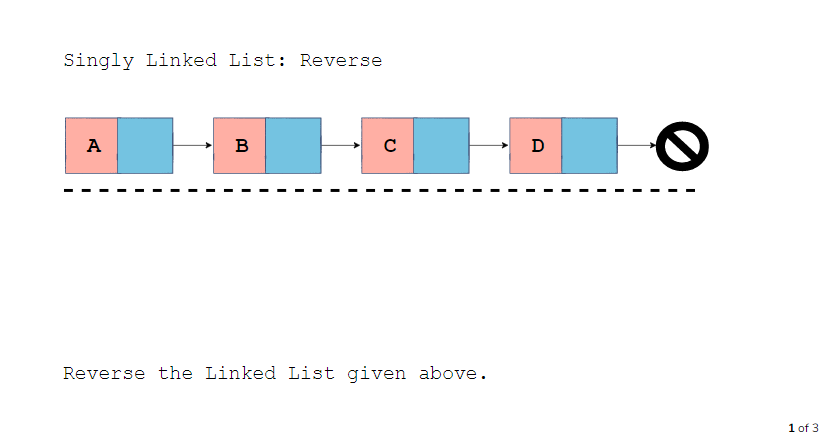 Singly Linked List: Reverse
A B C D
Reverse the Linked List given above.
1 of 3